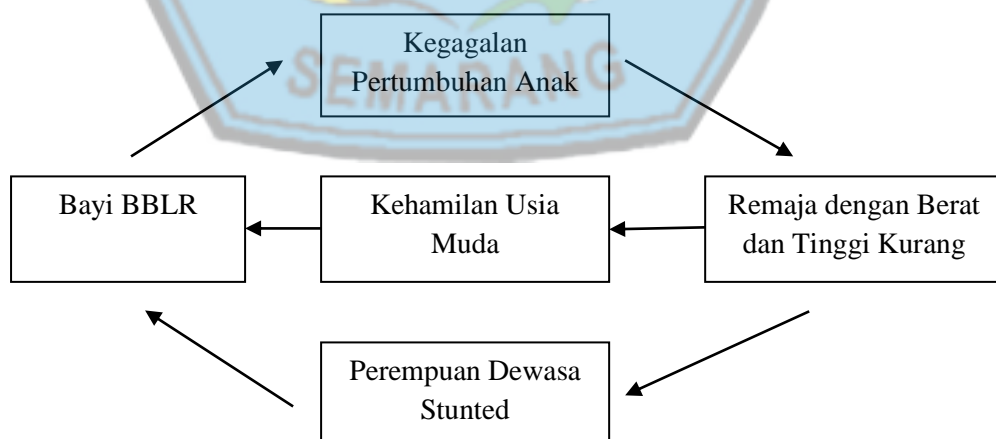 Kegagalan
Pertumbuhan Anak
SEMARANG
Bayi BBLR
Kehamilan Usia
Muda
Remaja dengan Berat
dan Tinggi Kurang
Perempuan Dewasa
Stunted